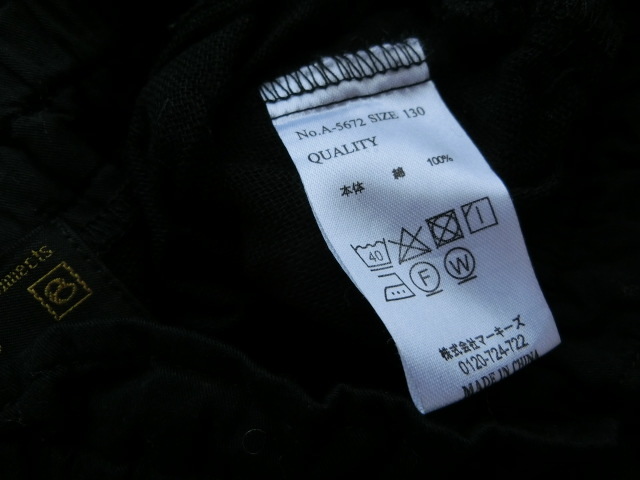 No.A-5672 SIZE 130
QUALITY
本体 綿 100%
40
F W
株式会社マーキーズ
0120-724-722
MADE IN CHINA